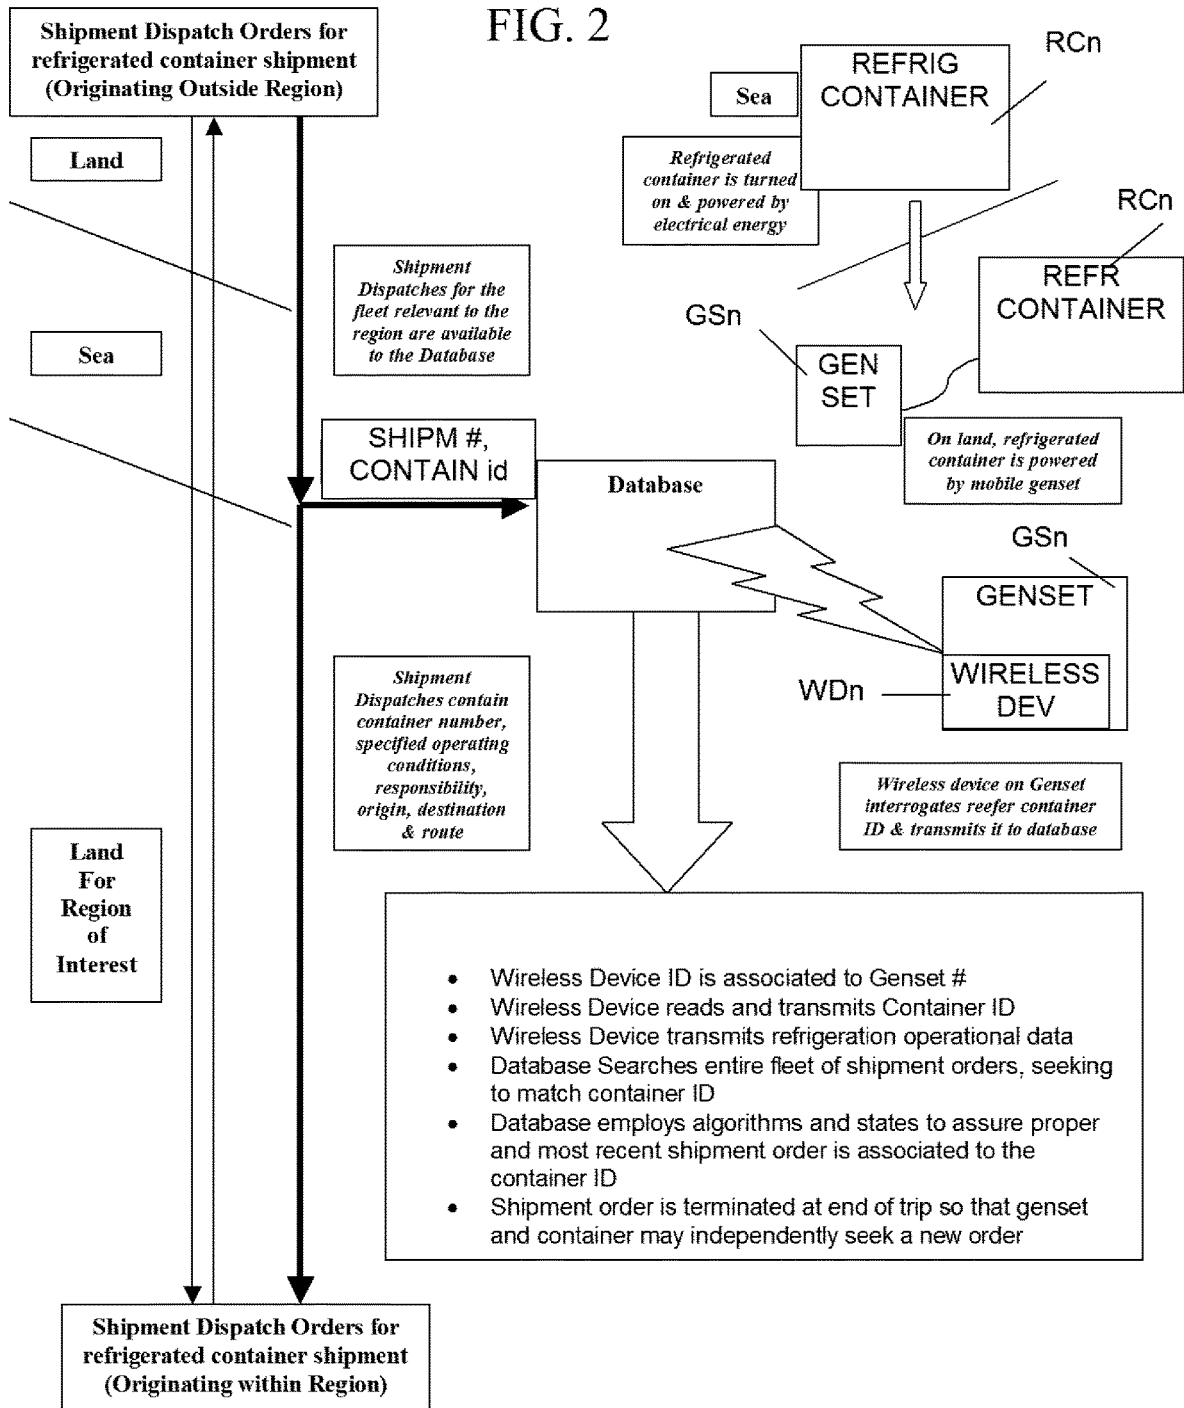 FIG. 2
Shipment Dispatch Orders for
refrigerated container shipment
(Originating Outside Region)
Land
Sea
Shipment
Dispatches for the
fleet relevant to the
region are available
to the Database
SHIPM #,
CONTAIN id
Database
Sea
REFRIG
CONTAINER
RCn
Refrigerated
container is turned
on & powered by
electrical energy
RCn
REFR
CONTAINER
GSn
GEN
SET
On land, refrigerated
container is powered
by mobile genset
GSn
GENSET
WIRELESS
DEV
WDn
Wireless device on Genset
interrogates reefer container
ID & transmits it to database
Shipment
Dispatches contain
container number,
specified operating
conditions,
responsibility,
origin, destination
& route
Land
For
Region
of
Interest
• Wireless Device ID is associated to Genset #
• Wireless Device reads and transmits Container ID
• Wireless Device transmits refrigeration operational data
• Database Searches entire fleet of shipment orders, seeking
to match container ID
• Database employs algorithms and states to assure proper
and most recent shipment order is associated to the
container ID
• Shipment order is terminated at end of trip so that genset
and container may independently seek a new order
Shipment Dispatch Orders for
refrigerated container shipment
(Originating within Region)